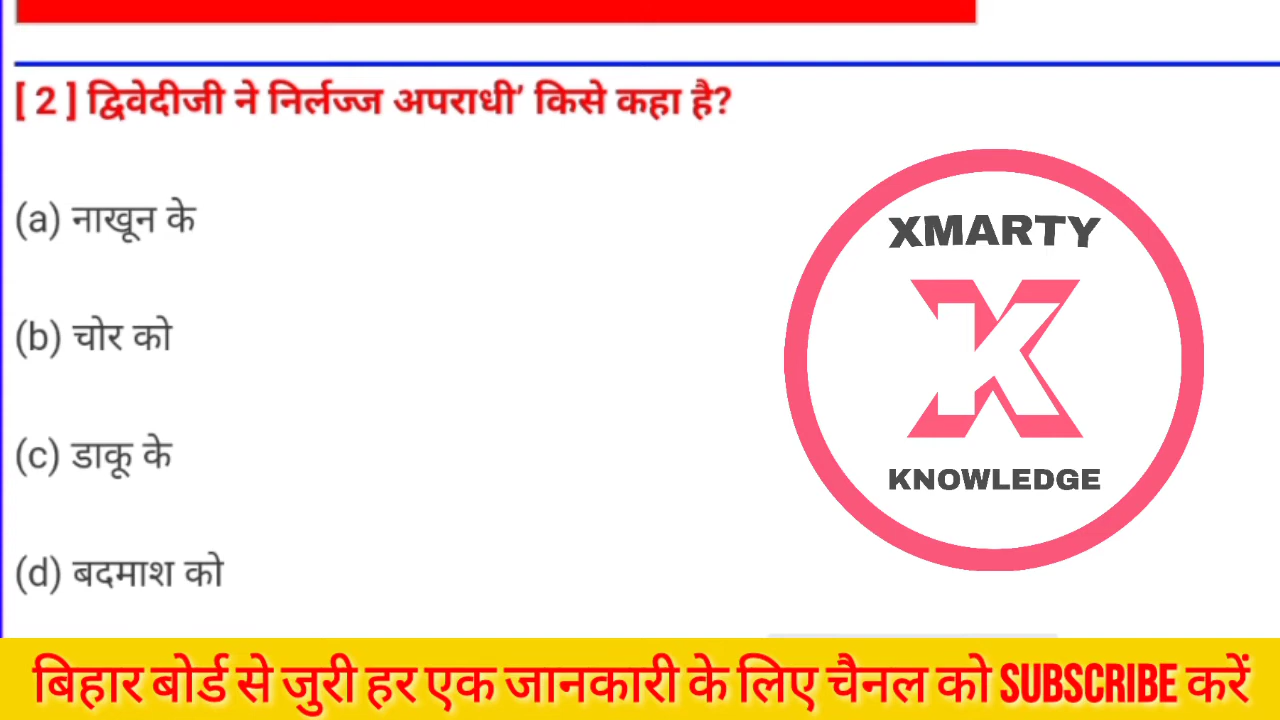 [ 2 ] द्विवेदीजी ने निर्लज्ज अपराधी’ किसे कहा है?
(a) नाखून के
(b) चोर को
(c) डाकू के
(d) बदमाश को
XMARTY
KNOWLEDGE
बिहार बोर्ड से जुरी हर एक जानकारी के लिए चैनल को SUBSCRIBE करें